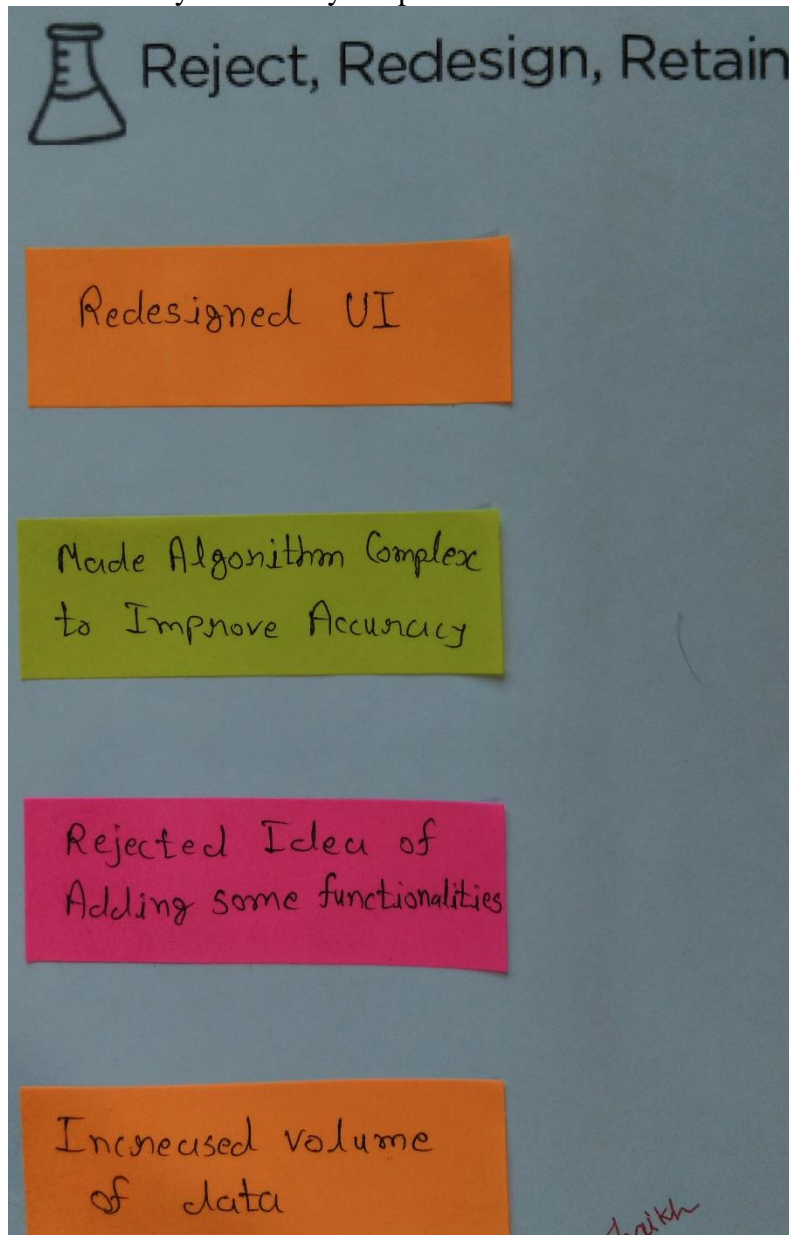 Reject, Redesign, Retain
Redesigned UI
Made Algorithm Complex
to Improve Accuracy
Rejected Idea of
Adding some functionalities
Increased volume
of data